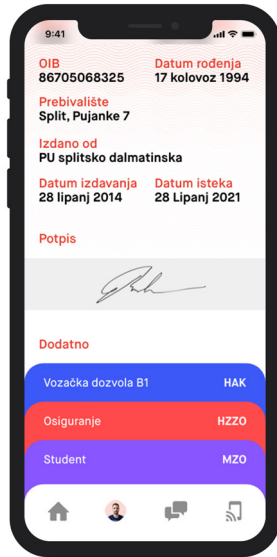 9:41
OIB Datum rođenja
86705068325 17 kolovoz 1994
Prebivalište
Split, Pujanke 7
Izdano od
PU splitsko dalmatinska
Datum izdavanja Datum isteka
28 lipanj 2014 28 Lipanj 2021
Potpis
Dodatno
Vozačka dozvola B1 HAK
Osiguranje HZZO
Student MZO